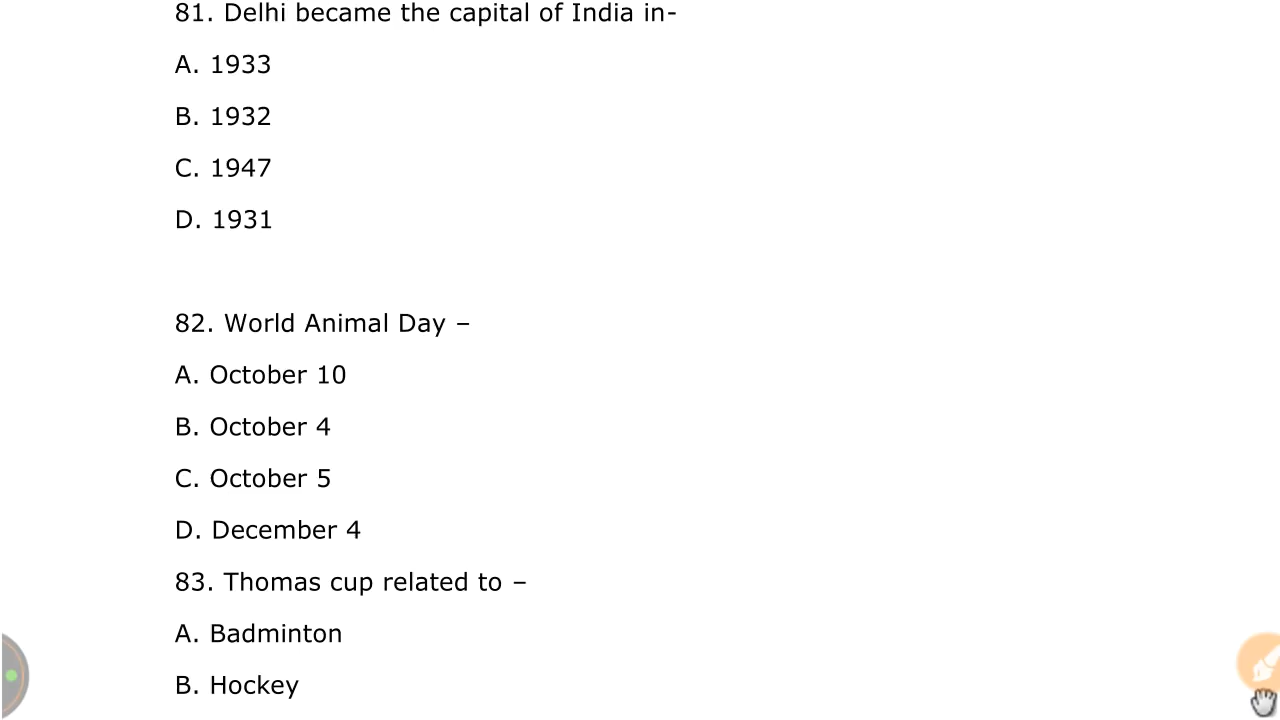 81. Delhi became the capital of India in-
A. 1933
B. 1932
C. 1947
D. 1931
82. World Animal Day –
A. October 10
B. October 4
C. October 5
D. December 4
83. Thomas cup related to –
A. Badminton
B. Hockey